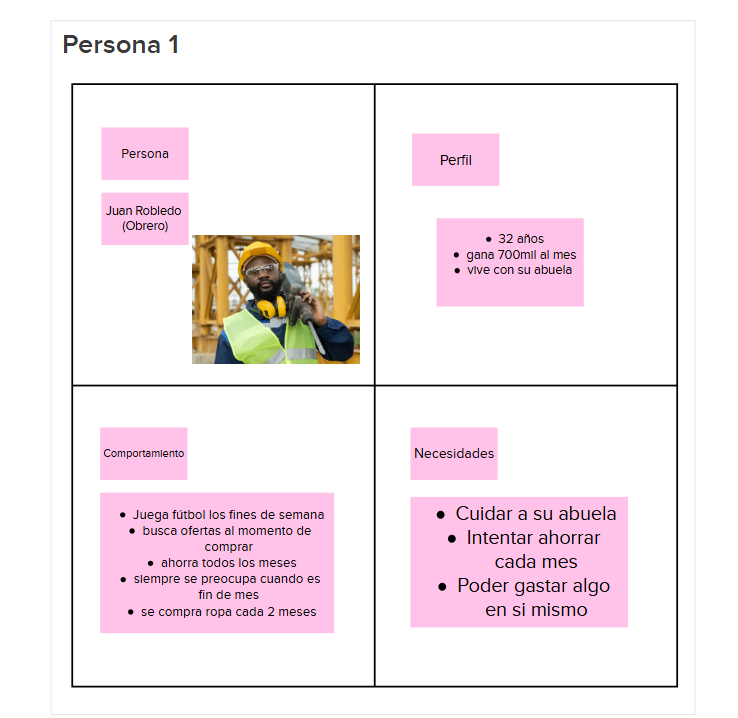 Persona 1
Persona
Juan Robledo
(Obrero)
Perfil
• 32 años
• gana 700mil al mes
• vive con su abuela
Comportamiento
• Juega fútbol los fines de semana
• busca ofertas al momento de
comprar
• ahorra todos los meses
• siempre se preocupa cuando es
fin de mes
• se compra ropa cada 2 meses
Necesidades
• Cuidar a su abuela
• Intentar ahorrar
cada mes
• Poder gastar algo
en si mismo